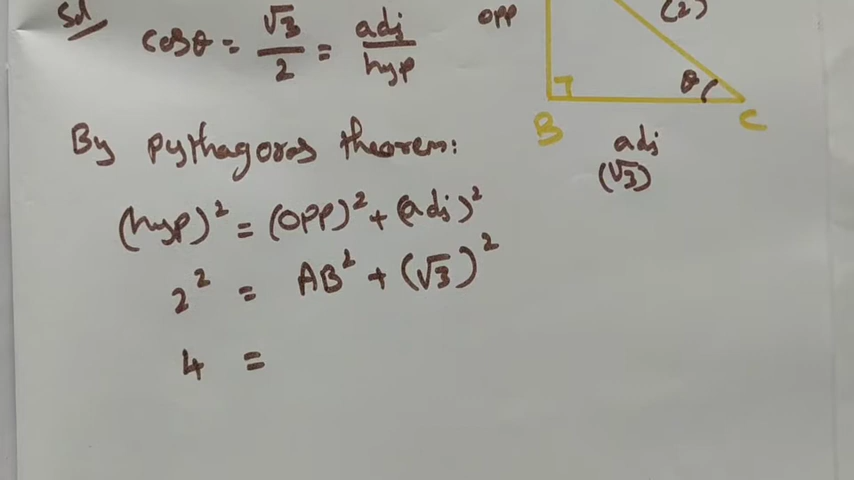 Sol
cosθ = √3/2 = adj/hyp
opp
(2)
θ
B
C
adj
(√3)
By pythagoras theorem:
(hyp)² = (opp)² + (adj)²
2² = AB² + (√3)²
4 =